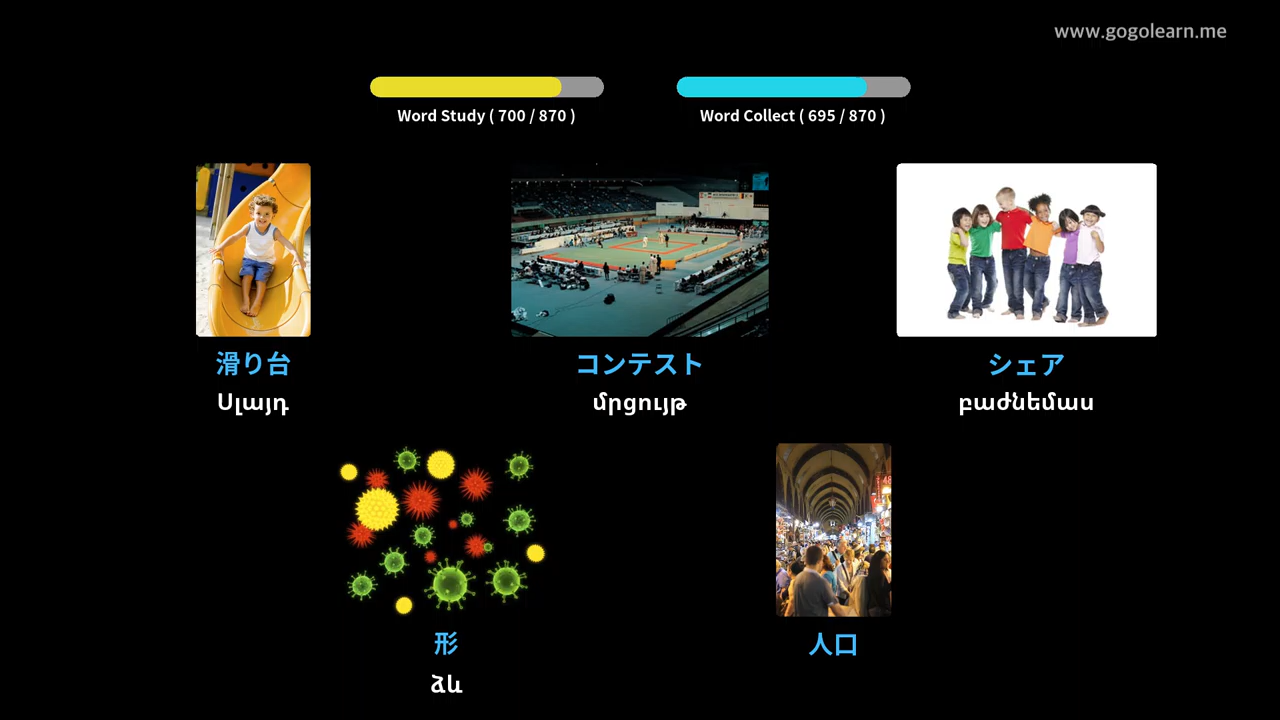 www.gogolearn.me
Word Study ( 700 / 870 )
Word Collect ( 695 / 870 )
滑り台
コンテスト
シェア
Սլայդ
մրցույթ
բաժնեմաս
形
人口
ձև